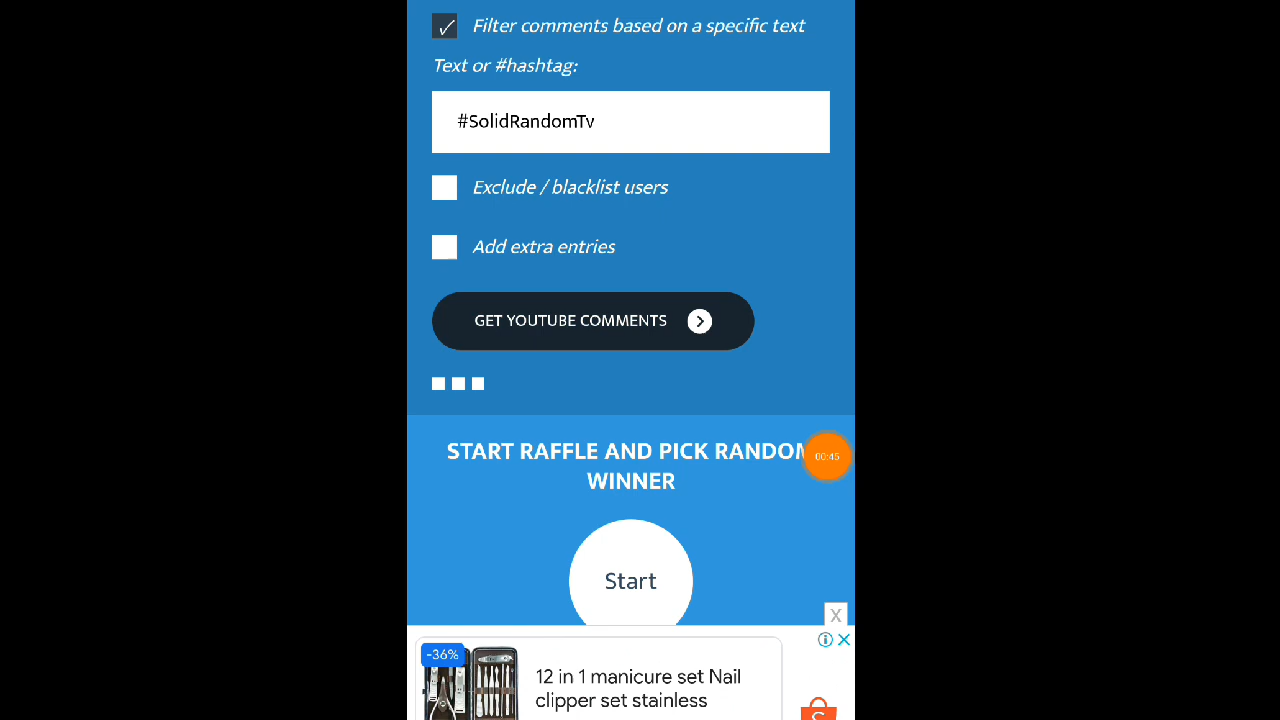 Filter comments based on a specific text
Text or #hashtag:
#SolidRandomTv
Exclude / blacklist users
Add extra entries
GET YOUTUBE COMMENTS
START RAFFLE AND PICK RANDOM
WINNER
00:45
Start
X
-36%
12 in 1 manicure set Nail
clipper set stainless